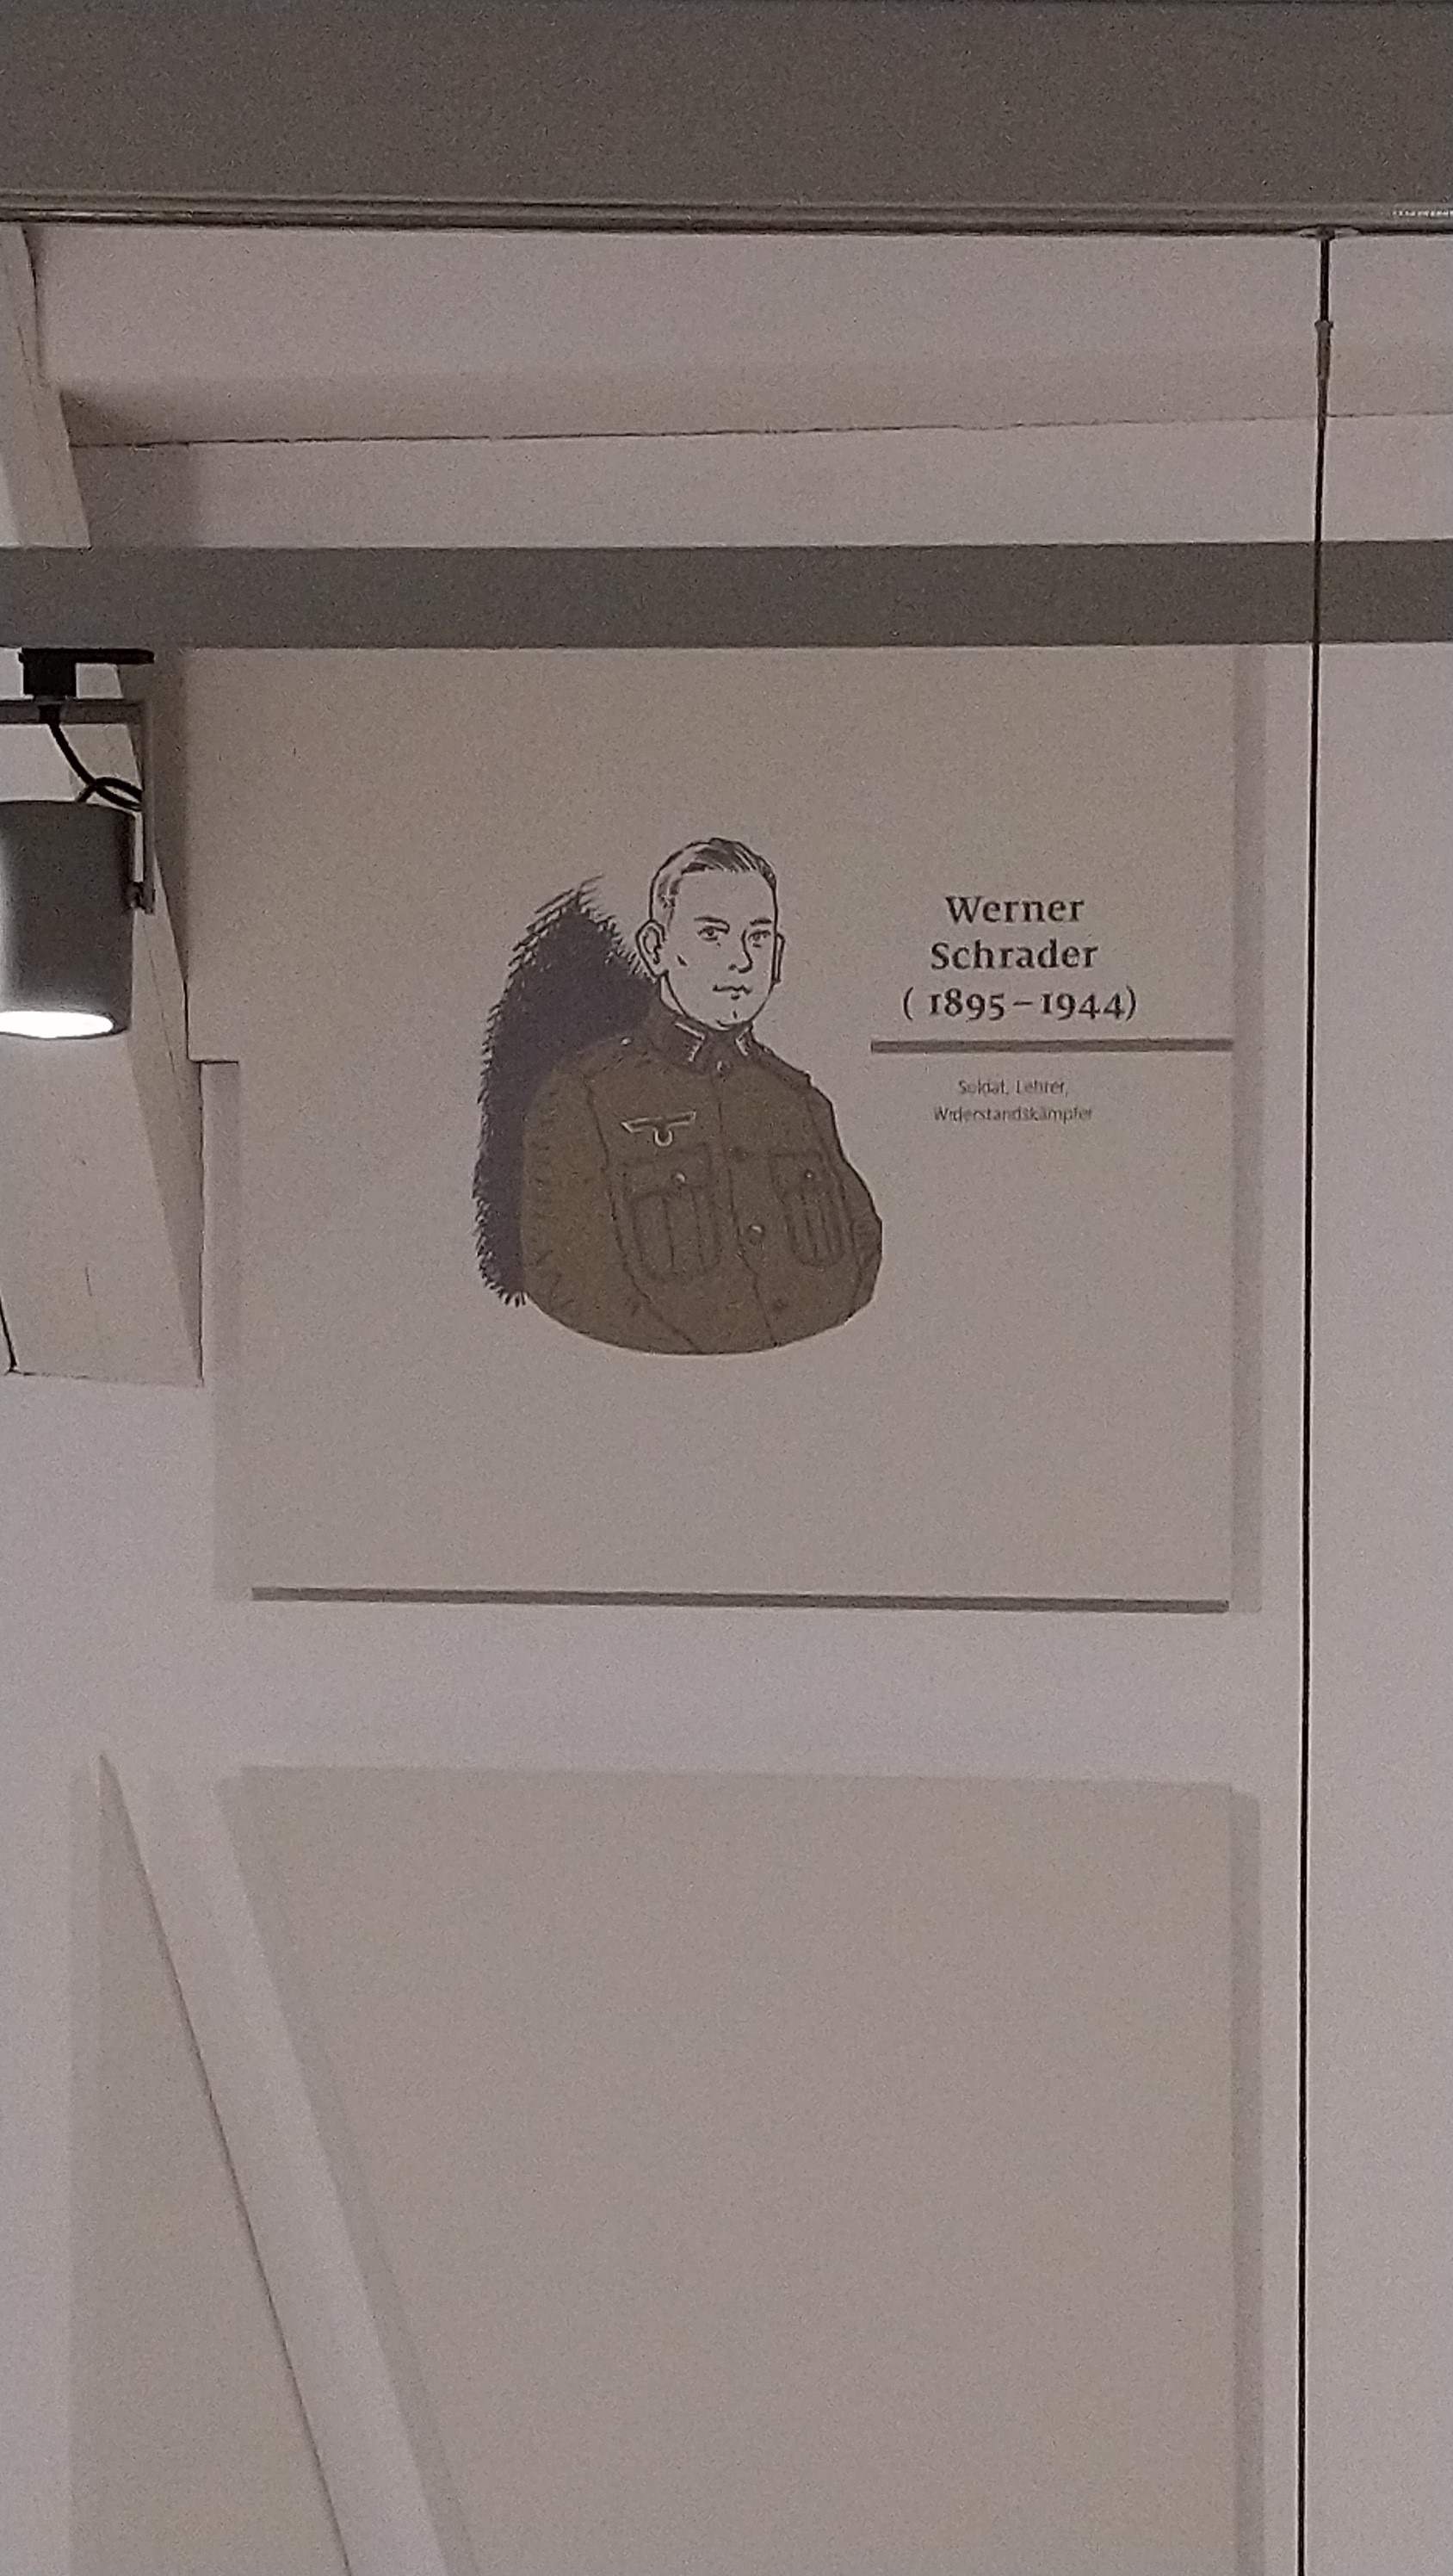 Werner
Schrader
( 1895–1944)
Soldat, Lehrer,
Widerstandskämpfer